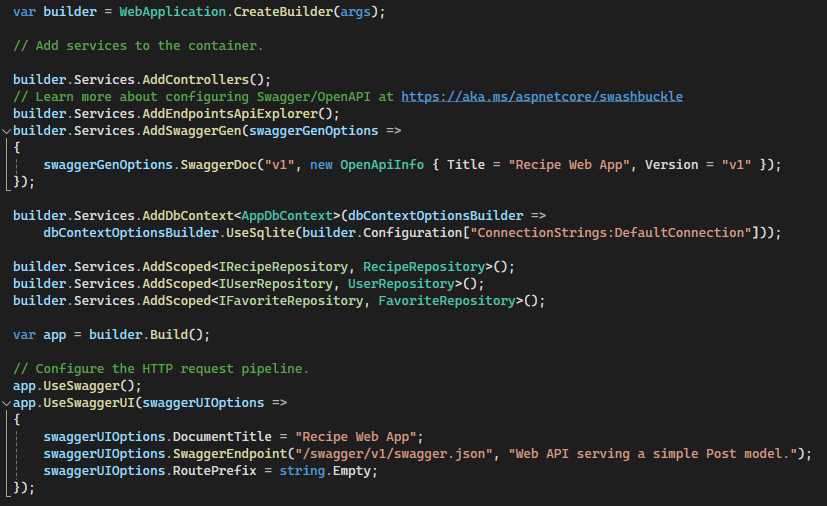 var builder = WebApplication.CreateBuilder(args);
// Add services to the container.
builder.Services.AddControllers();
// Learn more about configuring Swagger/OpenAPI at https://aka.ms/aspnetcore/swashbuckle
builder.Services.AddEndpointsApiExplorer();
builder.Services.AddSwaggerGen(swaggerGenOptions =>
{
    swaggerGenOptions.SwaggerDoc("v1", new OpenApiInfo { Title = "Recipe Web App", Version = "v1" });
});
builder.Services.AddDbContext<AppDbContext>(dbContextOptionsBuilder =>
    dbContextOptionsBuilder.UseSqlite(builder.Configuration["ConnectionStrings:DefaultConnection"]));
builder.Services.AddScoped<IRecipeRepository, RecipeRepository>();
builder.Services.AddScoped<IUserRepository, UserRepository>();
builder.Services.AddScoped<IFavoriteRepository, FavoriteRepository>();
var app = builder.Build();
// Configure the HTTP request pipeline.
app.UseSwagger();
app.UseSwaggerUI(swaggerUIOptions =>
{
    swaggerUIOptions.DocumentTitle = "Recipe Web App";
    swaggerUIOptions.SwaggerEndpoint("/swagger/v1/swagger.json", "Web API serving a simple Post model.");
    swaggerUIOptions.RoutePrefix = string.Empty;
});